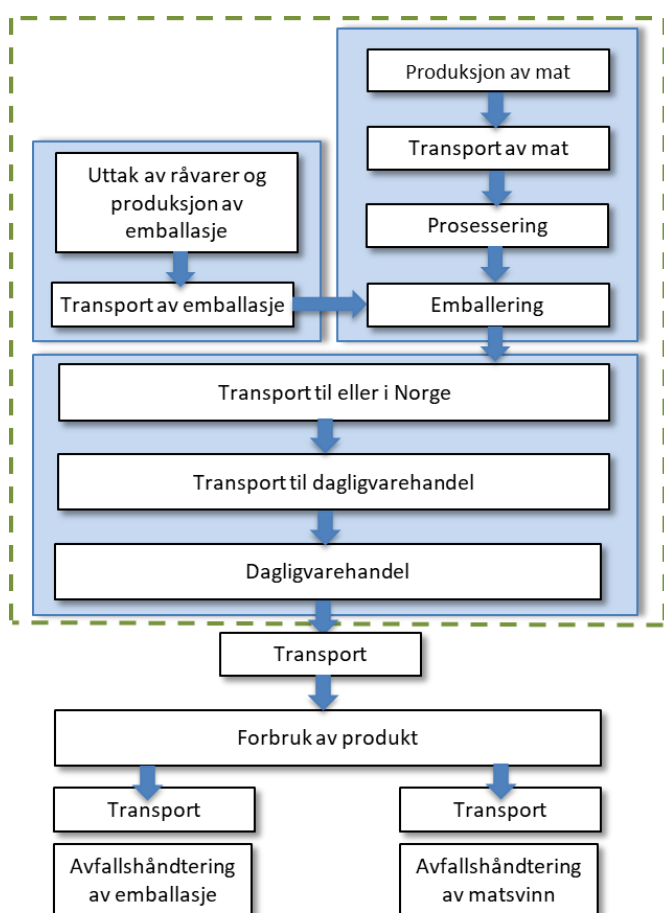 Produksjon av mat
Transport av mat
Prosessering
Emballering
Uttak av råvarer og
produksjon av
emballasje
Transport av emballasje
Transport til eller i Norge
Transport til dagligvarehandel
Dagligvarehandel
Transport
Forbruk av produkt
Transport
Avfallshåndtering
av emballasje
Transport
Avfallshåndtering
av matsvinn